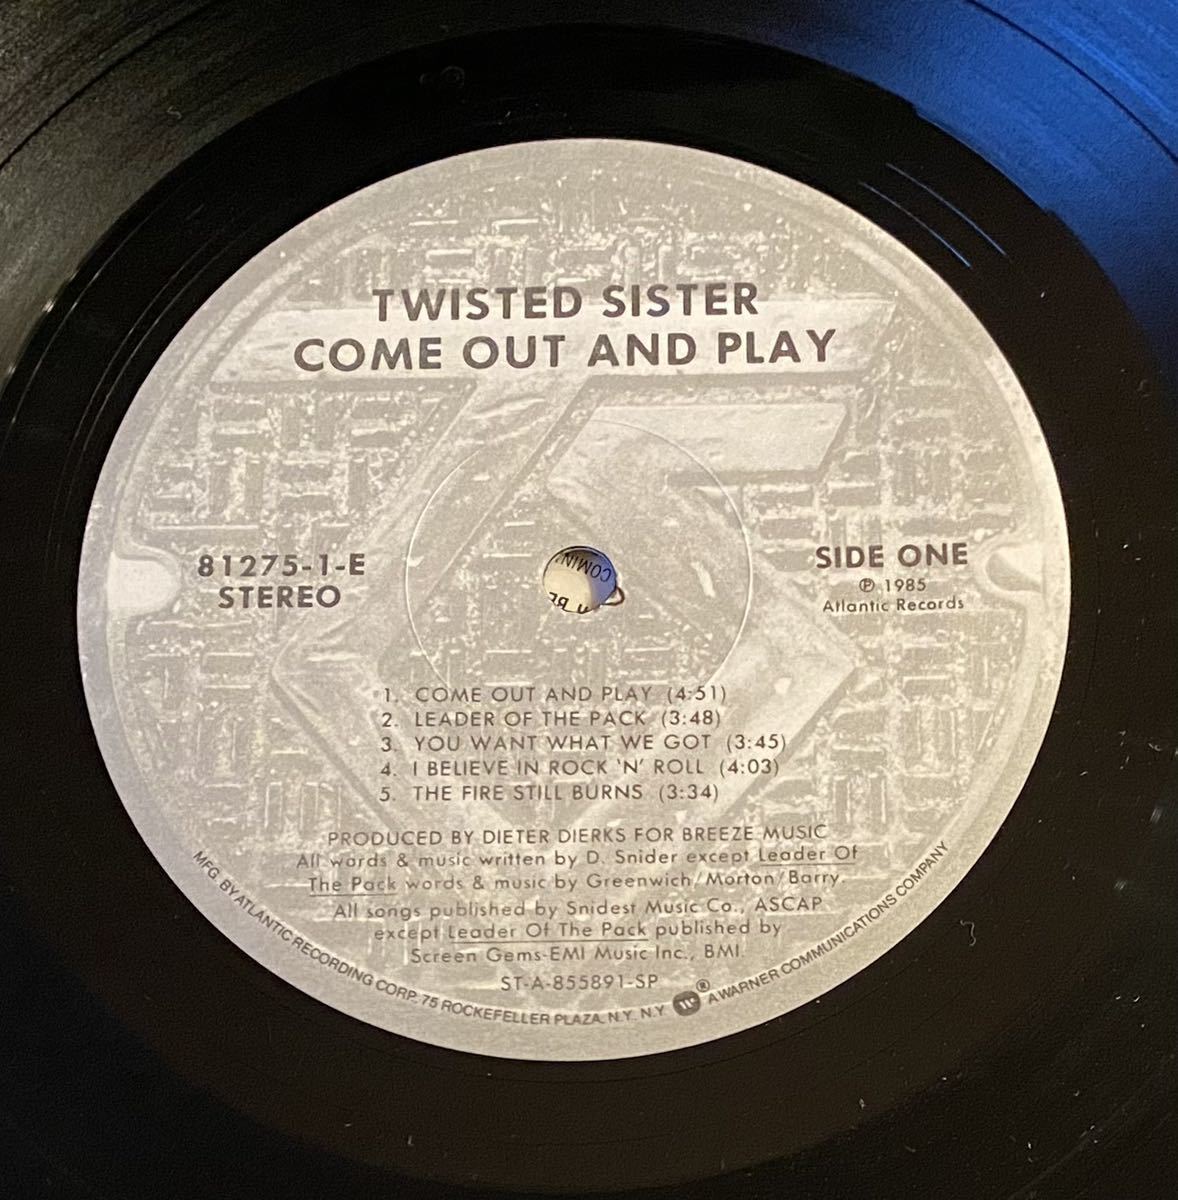 TWISTED SISTER
COME OUT AND PLAY
81275-1-E
STEREO
SIDE ONE
℗ 1985
Atlantic Records
COMIN'
1. COME OUT AND PLAY (4:51)
2. LEADER OF THE PACK (3:48)
3. YOU WANT WHAT WE GOT (3:45)
4. I BELIEVE IN ROCK 'N' ROLL (4:03)
5. THE FIRE STILL BURNS (3:34)
PRODUCED BY DIETER DIERKS FOR BREEZE MUSIC
All words & music written by D. Snider except Leader Of
The Pack words & music by Greenwich/Morton/Barry.
All songs published by Snidest Music Co., ASCAP
except Leader Of The Pack published by
Screen Gems-EMI Music Inc., BMI.
ST-A-855891-SP
MFG. BY ATLANTIC RECORDING CORP. 75 ROCKEFELLER PLAZA, N.Y. N.Y. ® A WARNER COMMUNICATIONS COMPANY